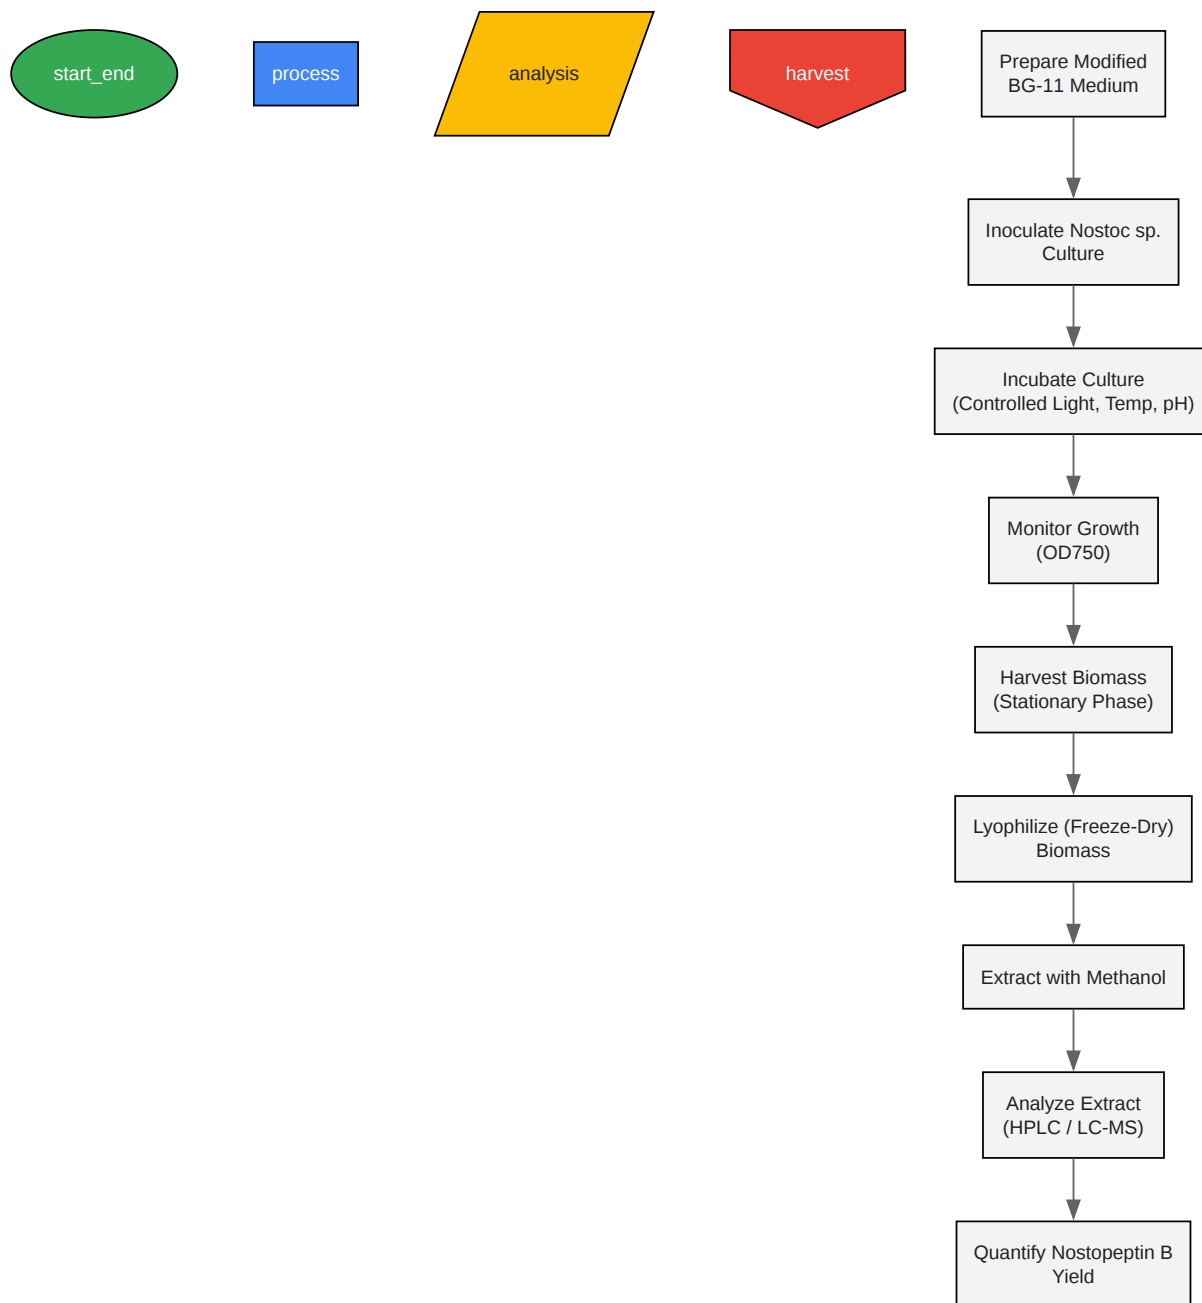 start_end
process
analysis
harvest
Prepare Modified
BG-11 Medium
Inoculate Nostoc sp.
Culture
Incubate Culture
(Controlled Light, Temp, pH)
Monitor Growth
(OD750)
Harvest Biomass
(Stationary Phase)
Lyophilize (Freeze-Dry)
Biomass
Extract with Methanol
Analyze Extract
(HPLC / LC-MS)
Quantify Nostopeptin B
Yield